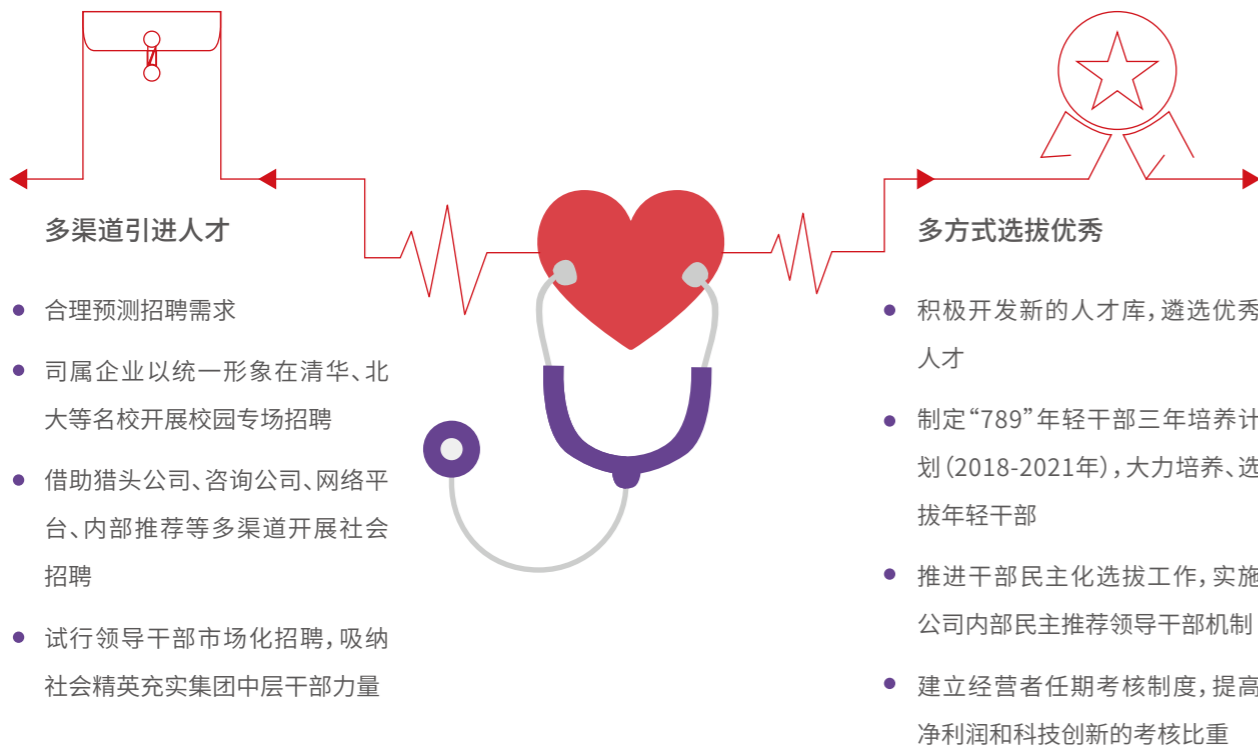 多渠道引进人才
合理预测招聘需求
司属企业以统一形象在清华、北
大等名校开展校园专场招聘
借助猎头公司、咨询公司、网络平
台、内部推荐等多渠道开展社会
招聘
试行领导干部市场化招聘，吸纳
社会精英充实集团中层干部力量
多方式选拔优秀
积极开发新的人才库，遴选优秀
人才
制定“789”年轻干部三年培养计
划（2018-2021年），大力培养、选
拔年轻干部
推进干部民主化选拔工作，实施
公司内部民主推荐领导干部机制
建立经营者任期考核制度，提高
净利润和科技创新的考核比重